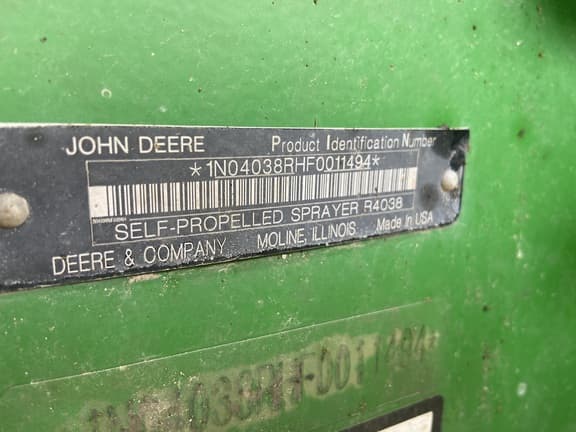 JOHN DEERE Product Identification Number
*1N04038RHF0011494*
SELF-PROPELLED SPRAYER R4038
DEERE & COMPANY MOLINE, ILLINOIS Made in USA